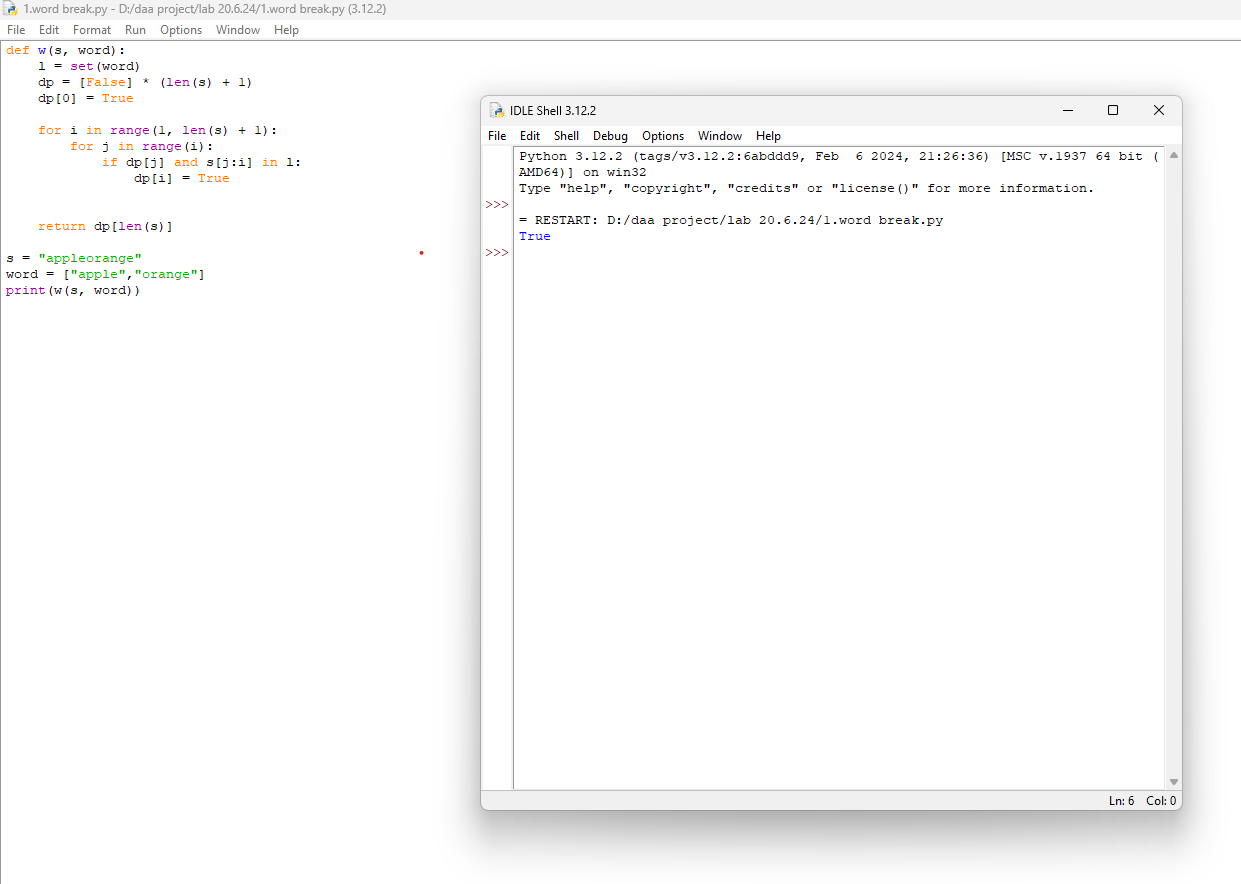 1.word break.py - D:/daa project/lab 20.6.24/1.word break.py (3.12.2)
File Edit Format Run Options Window Help
def w(s, word):
    l = set(word)
    dp = [False] * (len(s) + 1)
    dp[0] = True

    for i in range(1, len(s) + 1):
        for j in range(i):
            if dp[j] and s[j:i] in l:
                dp[i] = True


    return dp[len(s)]

s = "appleorange"
word = ["apple","orange"]
print(w(s, word))
IDLE Shell 3.12.2
File Edit Shell Debug Options Window Help
Python 3.12.2 (tags/v3.12.2:6abddd9, Feb  6 2024, 21:26:36) [MSC v.1937 64 bit (
AMD64)] on win32
Type "help", "copyright", "credits" or "license()" for more information.
>>>
= RESTART: D:/daa project/lab 20.6.24/1.word break.py
True
>>>
Ln: 6 Col: 0